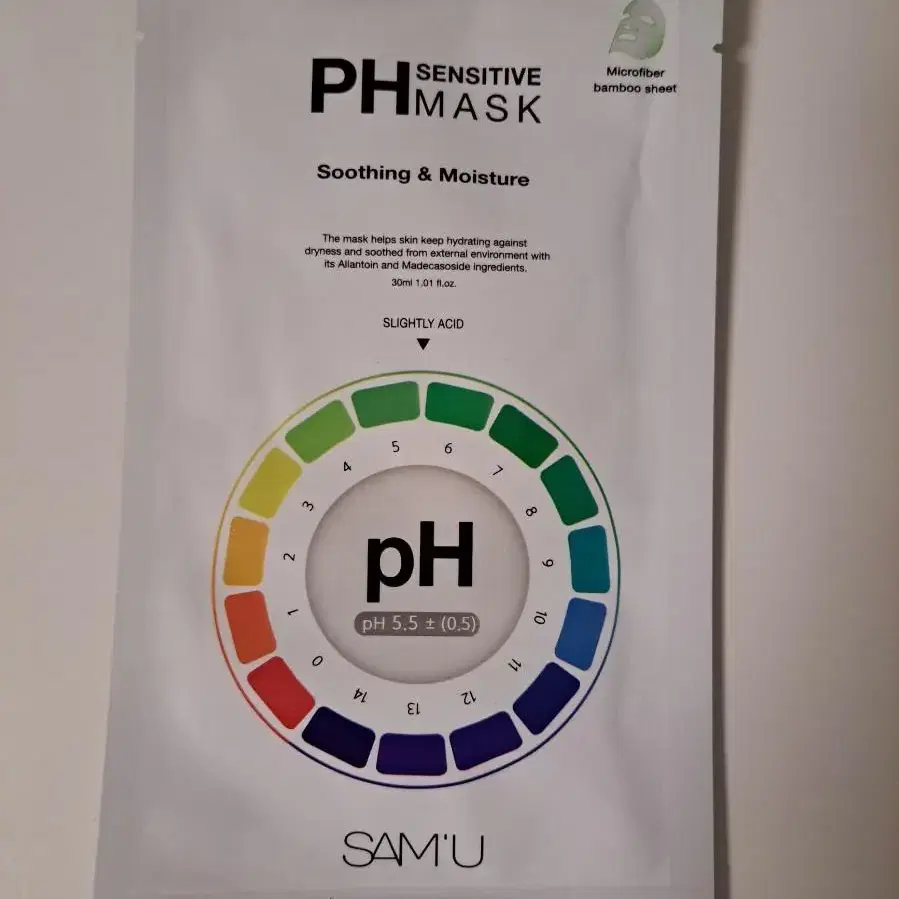 PH SENSITIVE
MASK
Microfiber
bamboo sheet
Soothing & Moisture
The mask helps skin keep hydrating against
dryness and soothed from external environment with
its Allantoin and Madecasoside ingredients.
30ml 1.01 fl.oz.
SLIGHTLY ACID
0
1
2
3
4
5
6
7
8
9
10
11
12
13
14
pH
pH 5.5 ± (0.5)
SAM'U